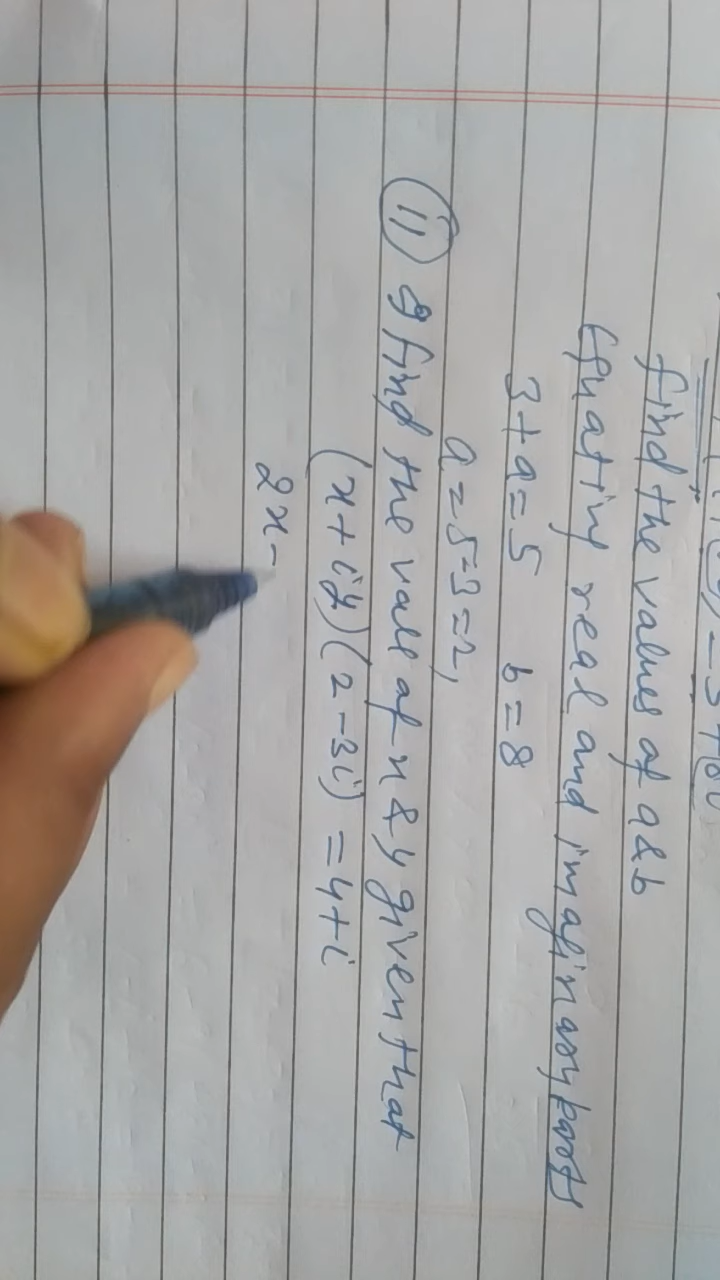 find the values of a&b
Equating real and imaginary parts
3+a=5 b=8
a=5-3=2,
(ii) find the valu of x & y given that
(x+iy)(2-3i) =4+i
2x-